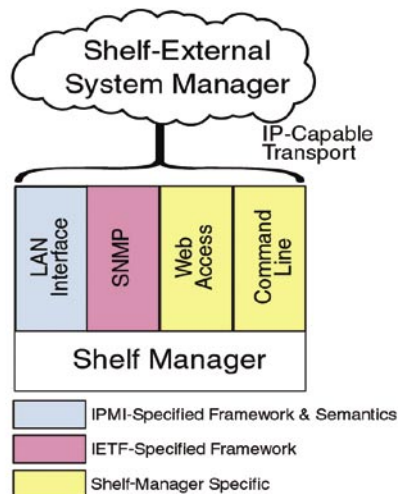 Shelf-External
System Manager
IP-Capable
Transport
LAN
Interface
SNMP
Web
Access
Command
Line
Shelf Manager
IPMI-Specified Framework & Semantics
IETF-Specified Framework
Shelf-Manager Specific